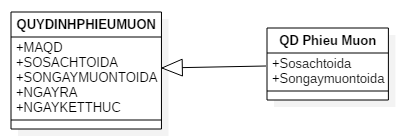 QUYDINHPHIEUMUON
+MAQD
+SOSACHTOIDA
+SONGAYMUONTOIDA
+NGAYRA
+NGAYKETTHUC
QD Phieu Muon
+Sosachtoida
+Songaymuontoida